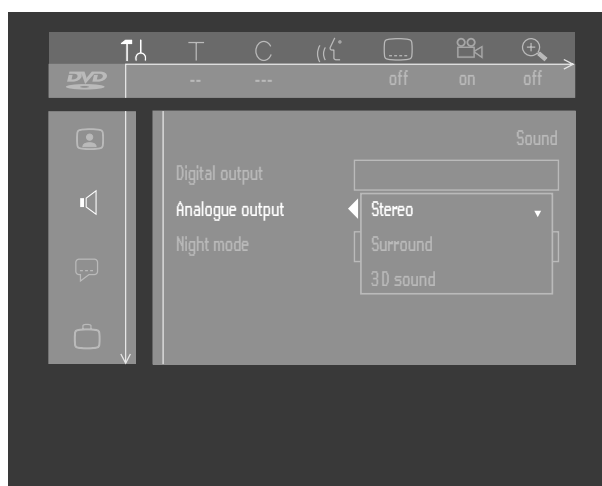 T C
DVD -- --- off on off
Sound
Digital output
Analogue output Stereo
Night mode Surround
3D sound